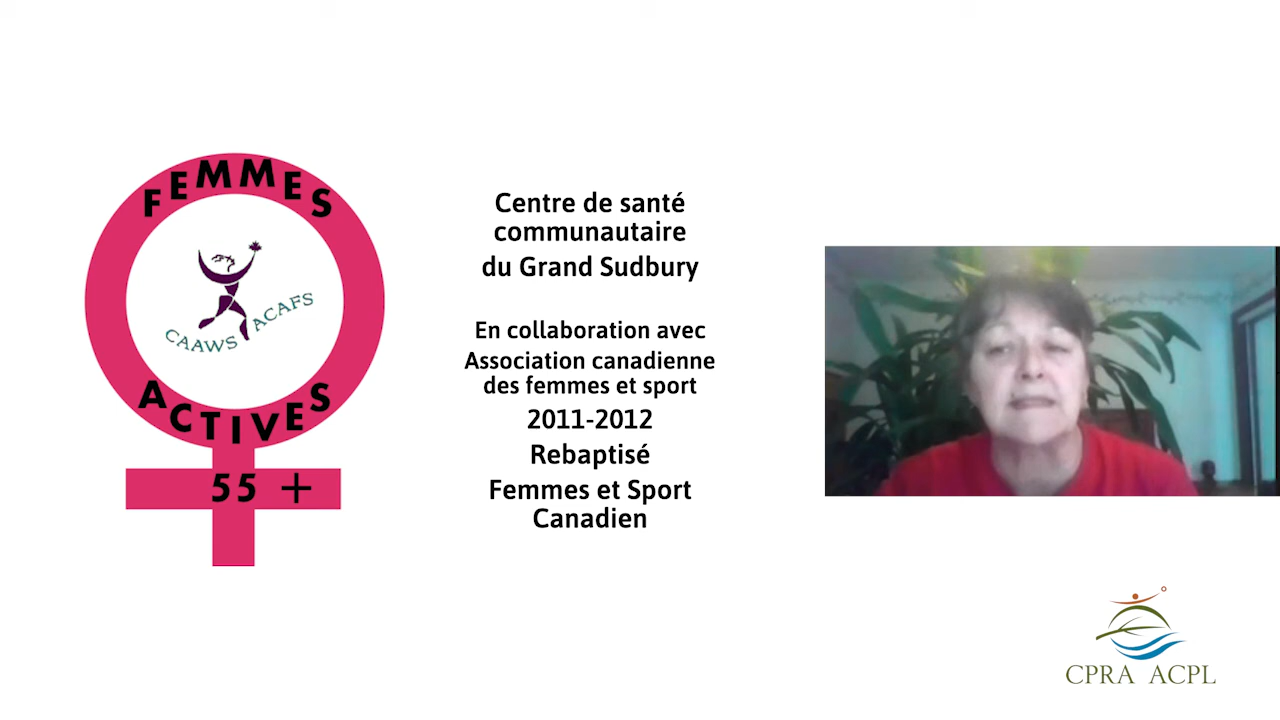 FEMMES
CAAWS ACAFS
ACTIVES
55 +
Centre de santé
communautaire
du Grand Sudbury
En collaboration avec
Association canadienne
des femmes et sport
2011-2012
Rebaptisé
Femmes et Sport
Canadien
CPRA ACPL